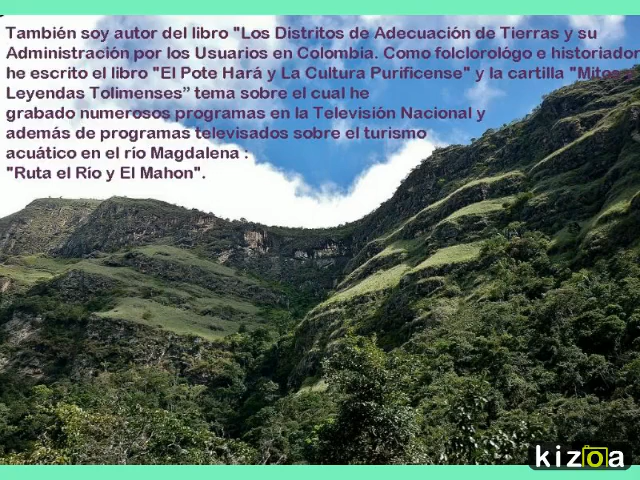 También soy autor del libro "Los Distritos de Adecuación de Tierras y su
Administración por los Usuarios en Colombia. Como folclorológo e historiador
he escrito el libro "El Pote Hará y La Cultura Purificense" y la cartilla "Mitos y
Leyendas Tolimenses” tema sobre el cual he
grabado numerosos programas en la Televisión Nacional y
además de programas televisados sobre el turismo
acuático en el río Magdalena :
"Ruta el Río y El Mahon".
kizoa